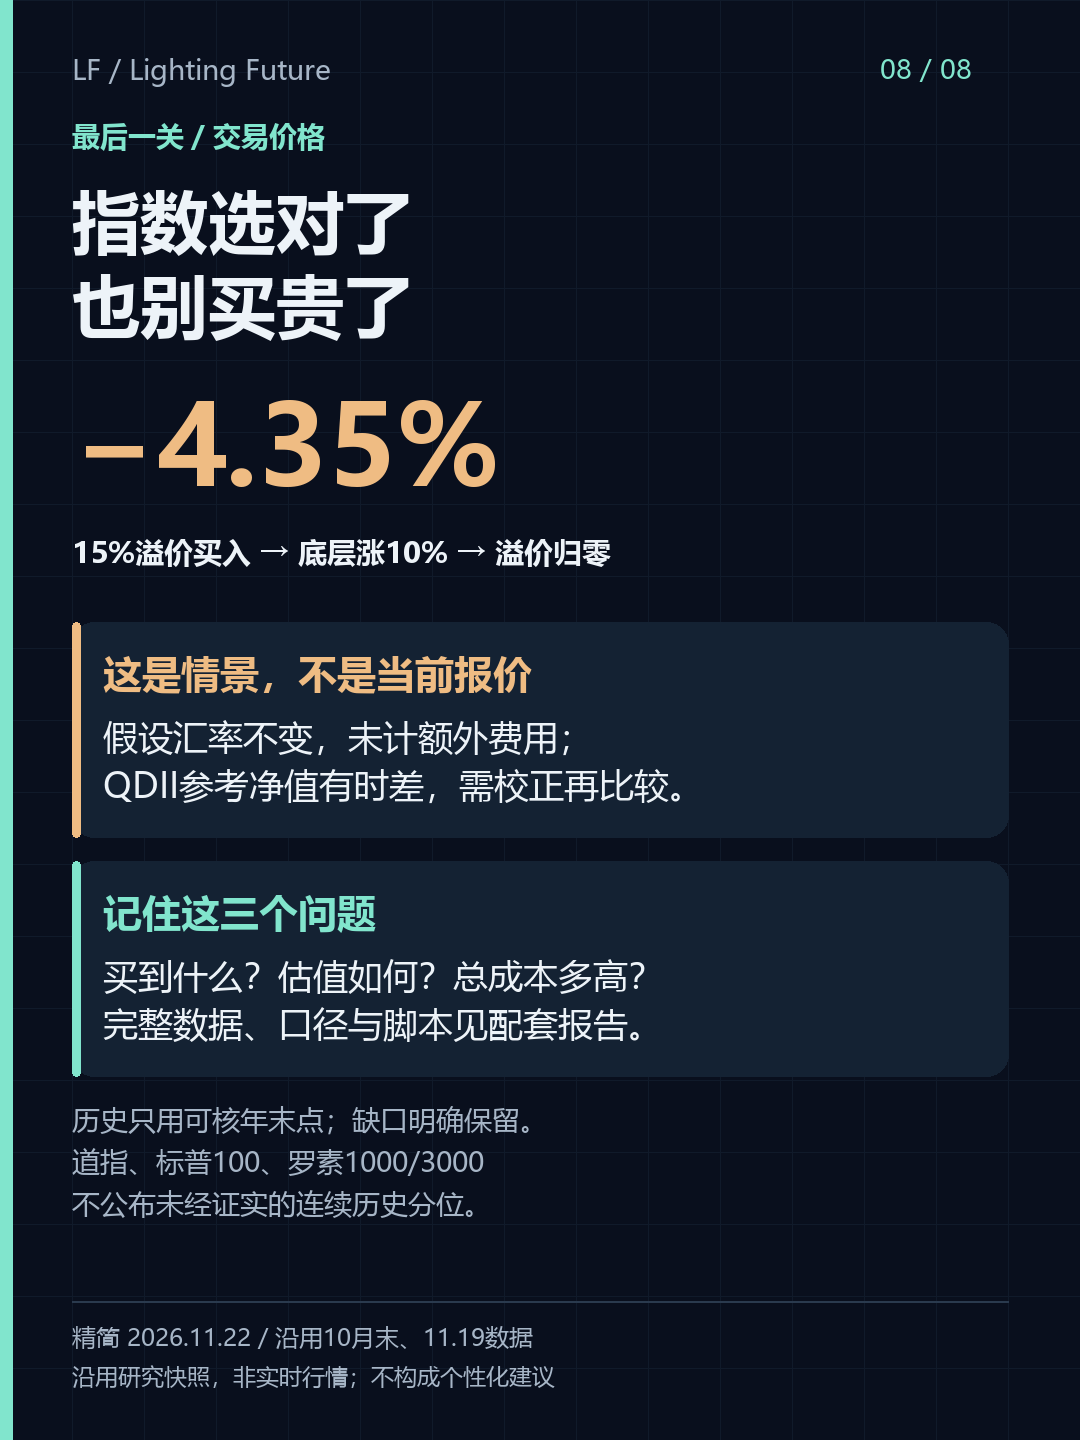 LF / Lighting Future
08 / 08
最后一关 / 交易价格
指数选对了
也别买贵了
−4.35%
15%溢价买入 → 底层涨10% → 溢价归零
这是情景，不是当前报价
假设汇率不变，未计额外费用；
QDII参考净值有时差，需校正再比较。
记住这三个问题
买到什么？估值如何？总成本多高？
完整数据、口径与脚本见配套报告。
历史只用可核年末点；缺口明确保留。
道指、标普100、罗素1000/3000
不公布未经证实的连续历史分位。
精简 2026.11.22 / 沿用10月末、11.19数据
沿用研究快照，非实时行情；不构成个性化建议